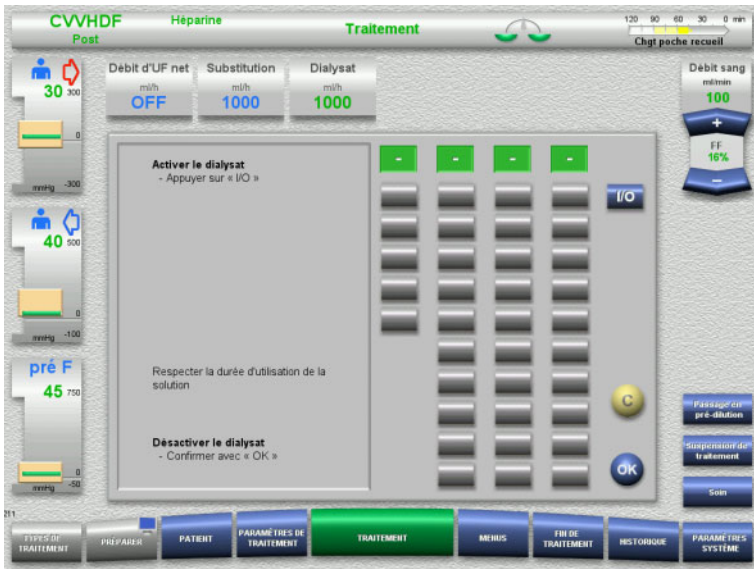 CVVHDF
Post
Héparine
Traitement
120 90 60 30 0 min
Chgt poche recueil
30
300
0
mmHg -300
40
500
0
mmHg -100
pré F
45
750
0
mmHg -50
Débit d'UF net
ml/h
OFF
Substitution
ml/h
1000
Dialysat
ml/h
1000
Débit sang
ml/min
100
+
FF
16%
–
Activer le dialysat
- Appuyer sur « I/O »
Respecter la durée d'utilisation de la
solution
Désactiver le dialysat
- Confirmer avec « OK »
- - - -
I/O
C
OK
Passage en
pré-dilution
Suspension de
traitement
Soin
211
TYPES DE
TRAITEMENT
PRÉPARER
PATIENT
PARAMÈTRES DE
TRAITEMENT
TRAITEMENT
MENUS
FIN DE
TRAITEMENT
HISTORIQUE
PARAMÈTRES
SYSTÈME